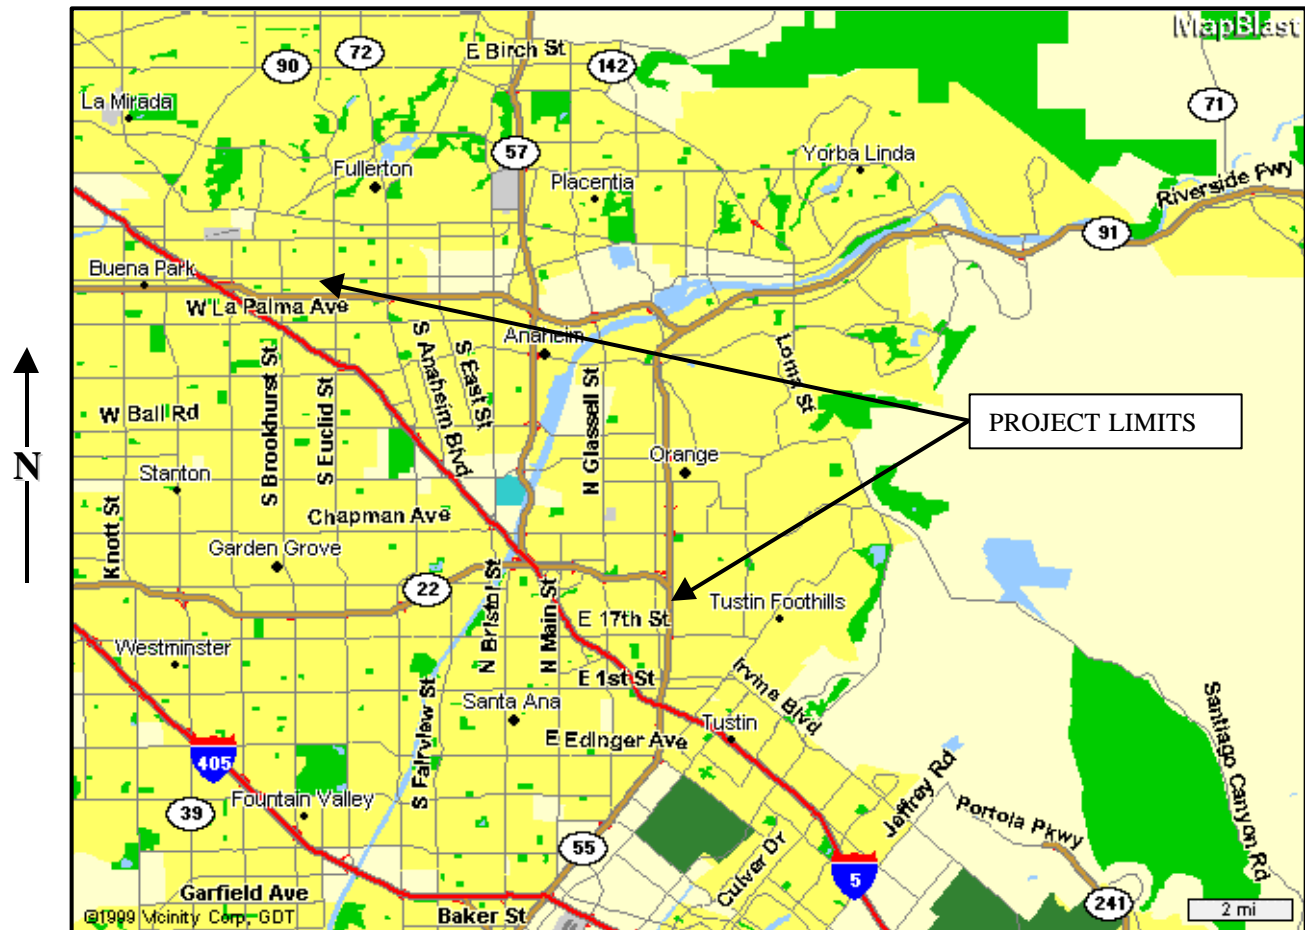 MapBlast
E Birch St
72
90
142
71
La Mirada
57
Yorba Linda
Fullerton
Placentia
Riverside Fwy
91
Buena Park
W La Palma Ave
Anaheim
S Anaheim Blvd
S East St
Loma St
S Brookhurst St
S Euclid St
N Glassell St
W Ball Rd
PROJECT LIMITS
N
Stanton
Orange
Knott St
Chapman Ave
Garden Grove
22
N Bristol St
N Main St
E 17th St
Tustin Foothills
Westminster
E 1st St
Irvine Blvd
Santa Ana
Tustin
S Fairview St
E Edinger Ave
Santiago Canyon Rd
405
Jeffrey Rd
39
Fountain Valley
Portola Pkwy
55
Culver Dr
5
Garfield Ave
241
©1999 Vicinity Corp, GDT
Baker St
2 mi